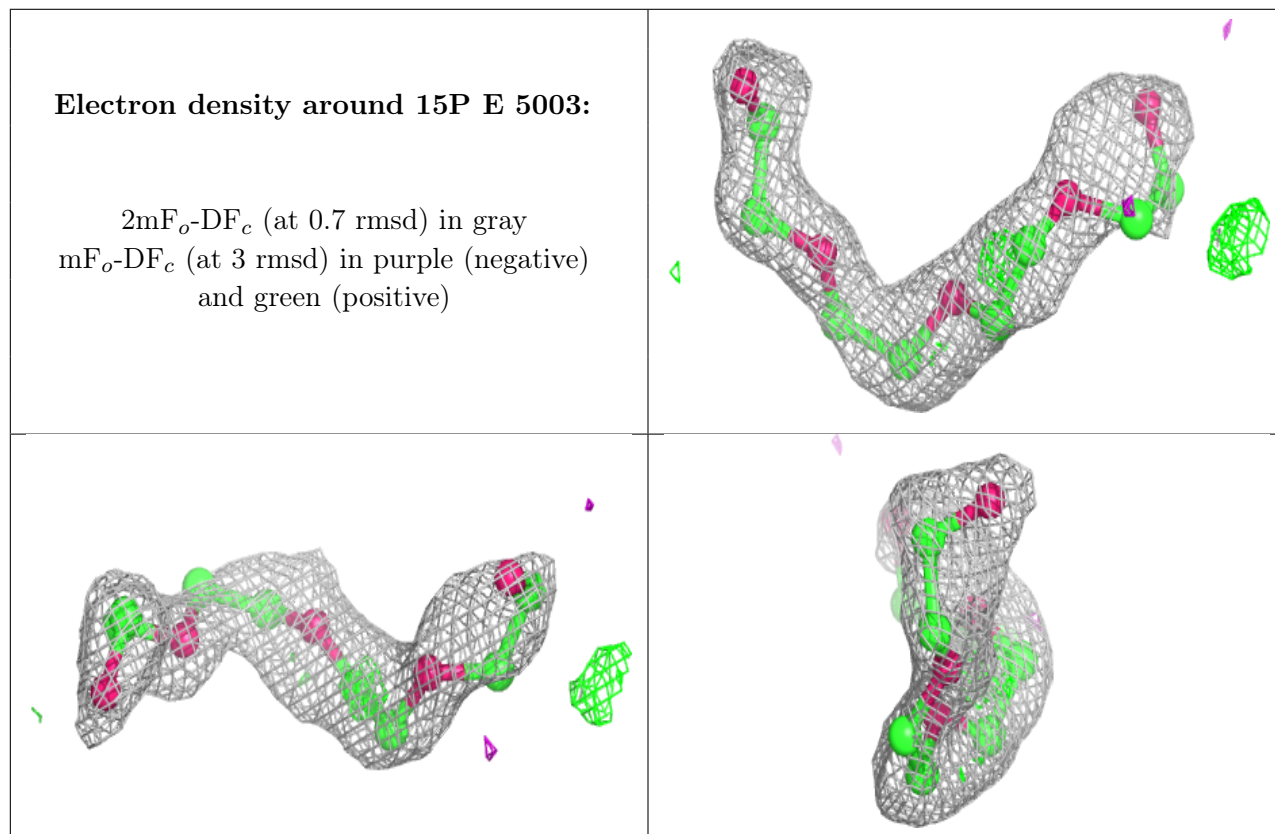 Electron density around 15P E 5003:
2mFo-DFc (at 0.7 rmsd) in gray
mFo-DFc (at 3 rmsd) in purple (negative)
and green (positive)